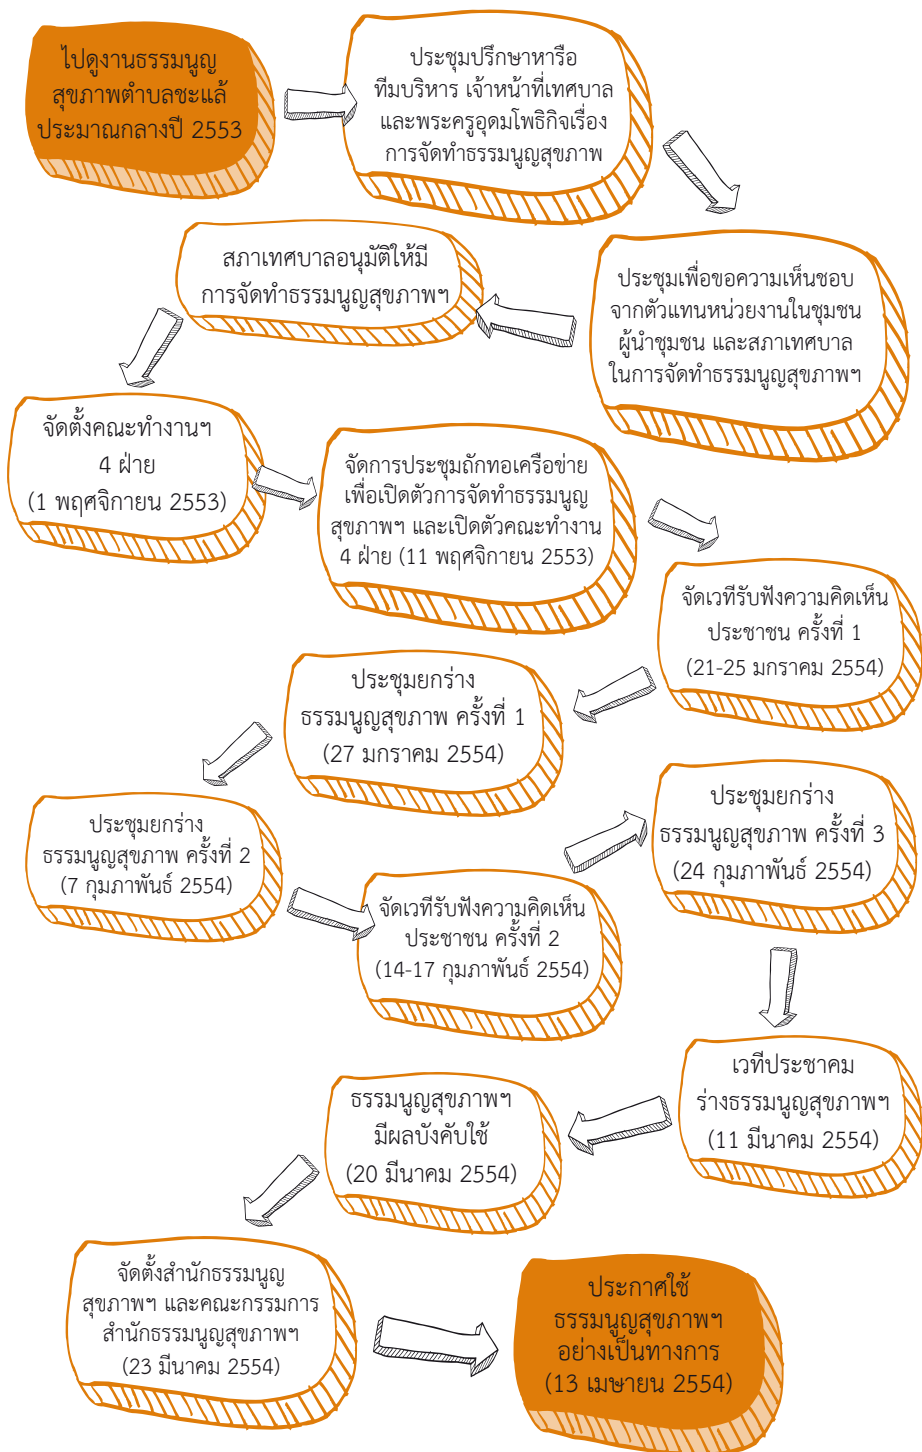 ไปดูงานธรรมนูญ
สุขภาพตำบลชะแล้
ประมาณกลางปี 2553
ประชุมปรึกษาหารือ
ทีมบริหาร เจ้าหน้าที่เทศบาล
และพระครูอุดมโพธิกิจเรื่อง
การจัดทำธรรมนูญสุขภาพ
ประชุมเพื่อขอความเห็นชอบ
จากตัวแทนหน่วยงานในชุมชน
ผู้นำชุมชน และสภาเทศบาล
ในการจัดทำธรรมนูญสุขภาพฯ
สภาเทศบาลอนุมัติให้มี
การจัดทำธรรมนูญสุขภาพฯ
จัดตั้งคณะทำงานฯ
4 ฝ่าย
(1 พฤศจิกายน 2553)
จัดการประชุมถักทอเครือข่าย
เพื่อเปิดตัวการจัดทำธรรมนูญ
สุขภาพฯ และเปิดตัวคณะทำงาน
4 ฝ่าย (11 พฤศจิกายน 2553)
จัดเวทีรับฟังความคิดเห็น
ประชาชน ครั้งที่ 1
(21-25 มกราคม 2554)
ประชุมยกร่าง
ธรรมนูญสุขภาพ ครั้งที่ 1
(27 มกราคม 2554)
ประชุมยกร่าง
ธรรมนูญสุขภาพ ครั้งที่ 2
(7 กุมภาพันธ์ 2554)
จัดเวทีรับฟังความคิดเห็น
ประชาชน ครั้งที่ 2
(14-17 กุมภาพันธ์ 2554)
ประชุมยกร่าง
ธรรมนูญสุขภาพ ครั้งที่ 3
(24 กุมภาพันธ์ 2554)
เวทีประชาคม
ร่างธรรมนูญสุขภาพฯ
(11 มีนาคม 2554)
ธรรมนูญสุขภาพฯ
มีผลบังคับใช้
(20 มีนาคม 2554)
จัดตั้งสำนักธรรมนูญ
สุขภาพฯ และคณะกรรมการ
สำนักธรรมนูญสุขภาพฯ
(23 มีนาคม 2554)
ประกาศใช้
ธรรมนูญสุขภาพฯ
อย่างเป็นทางการ
(13 เมษายน 2554)